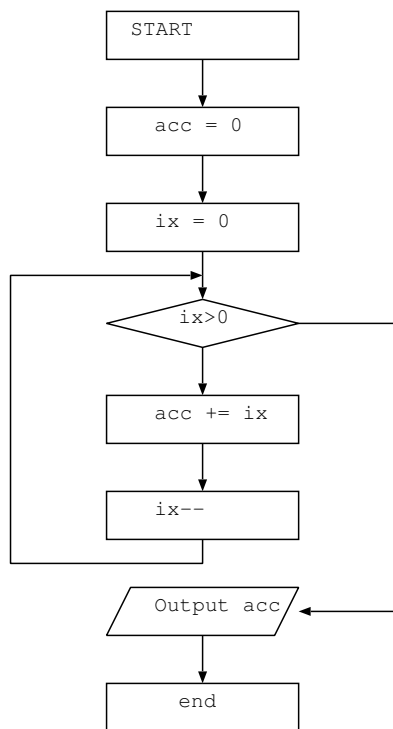 START
acc = 0
ix = 0
ix>0
acc += ix
ix--
Output acc
end